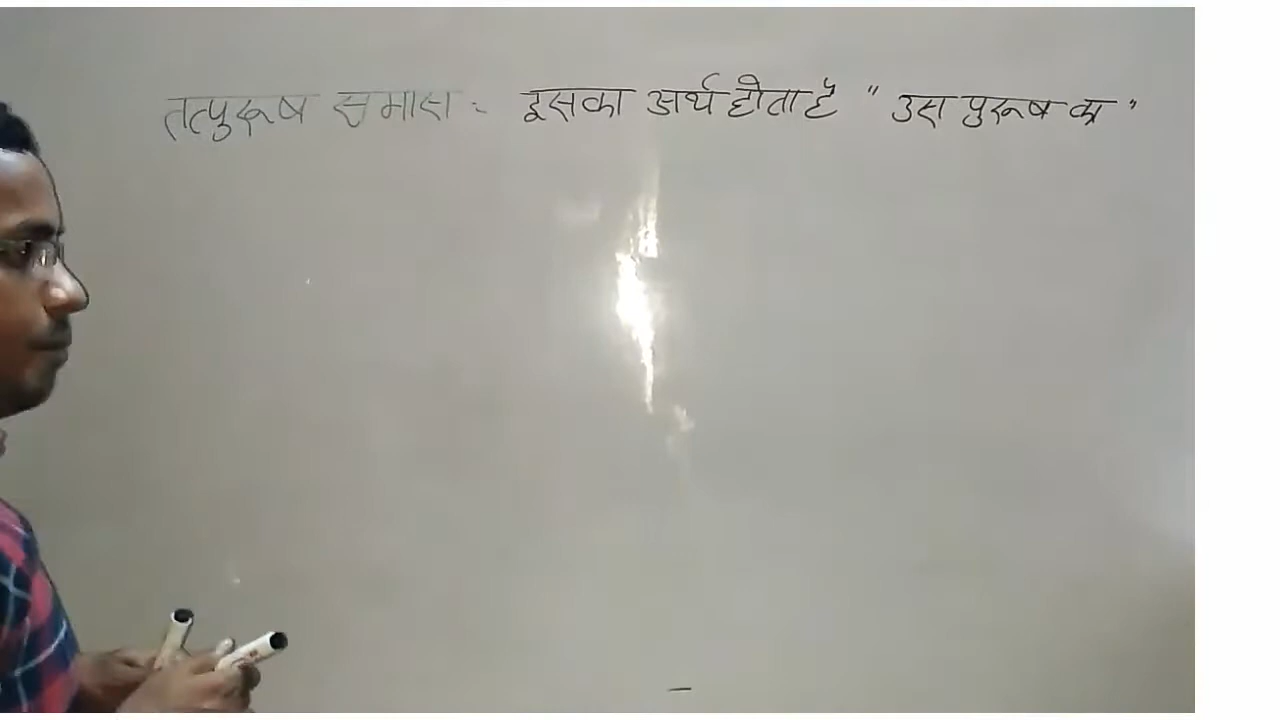 तत्पुरूष समास : इसका अर्थ होता है " उस पुरूष का "